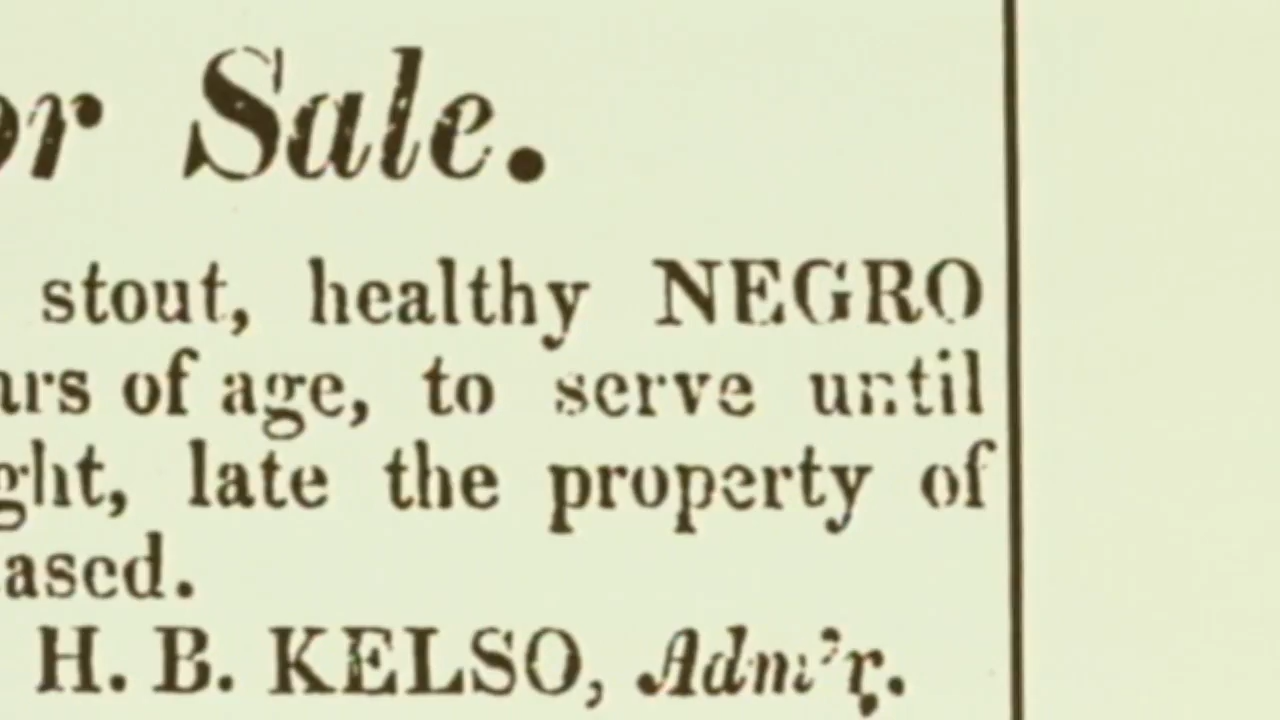 or Sale.
stout, healthy NEGRO
urs of age, to serve until
ght, late the property of
ased.
H. B. KELSO, Adm'r.